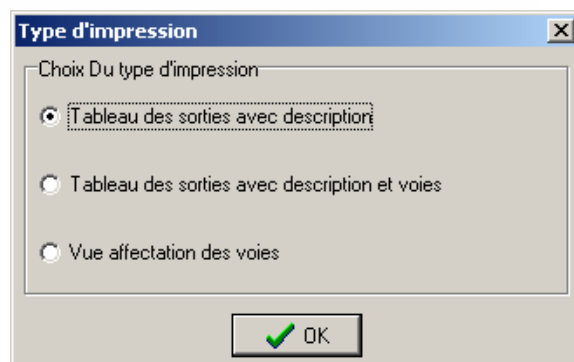 Type d'impression
Choix Du type d'impression
Tableau des sorties avec description
Tableau des sorties avec description et voies
Vue affectation des voies
OK